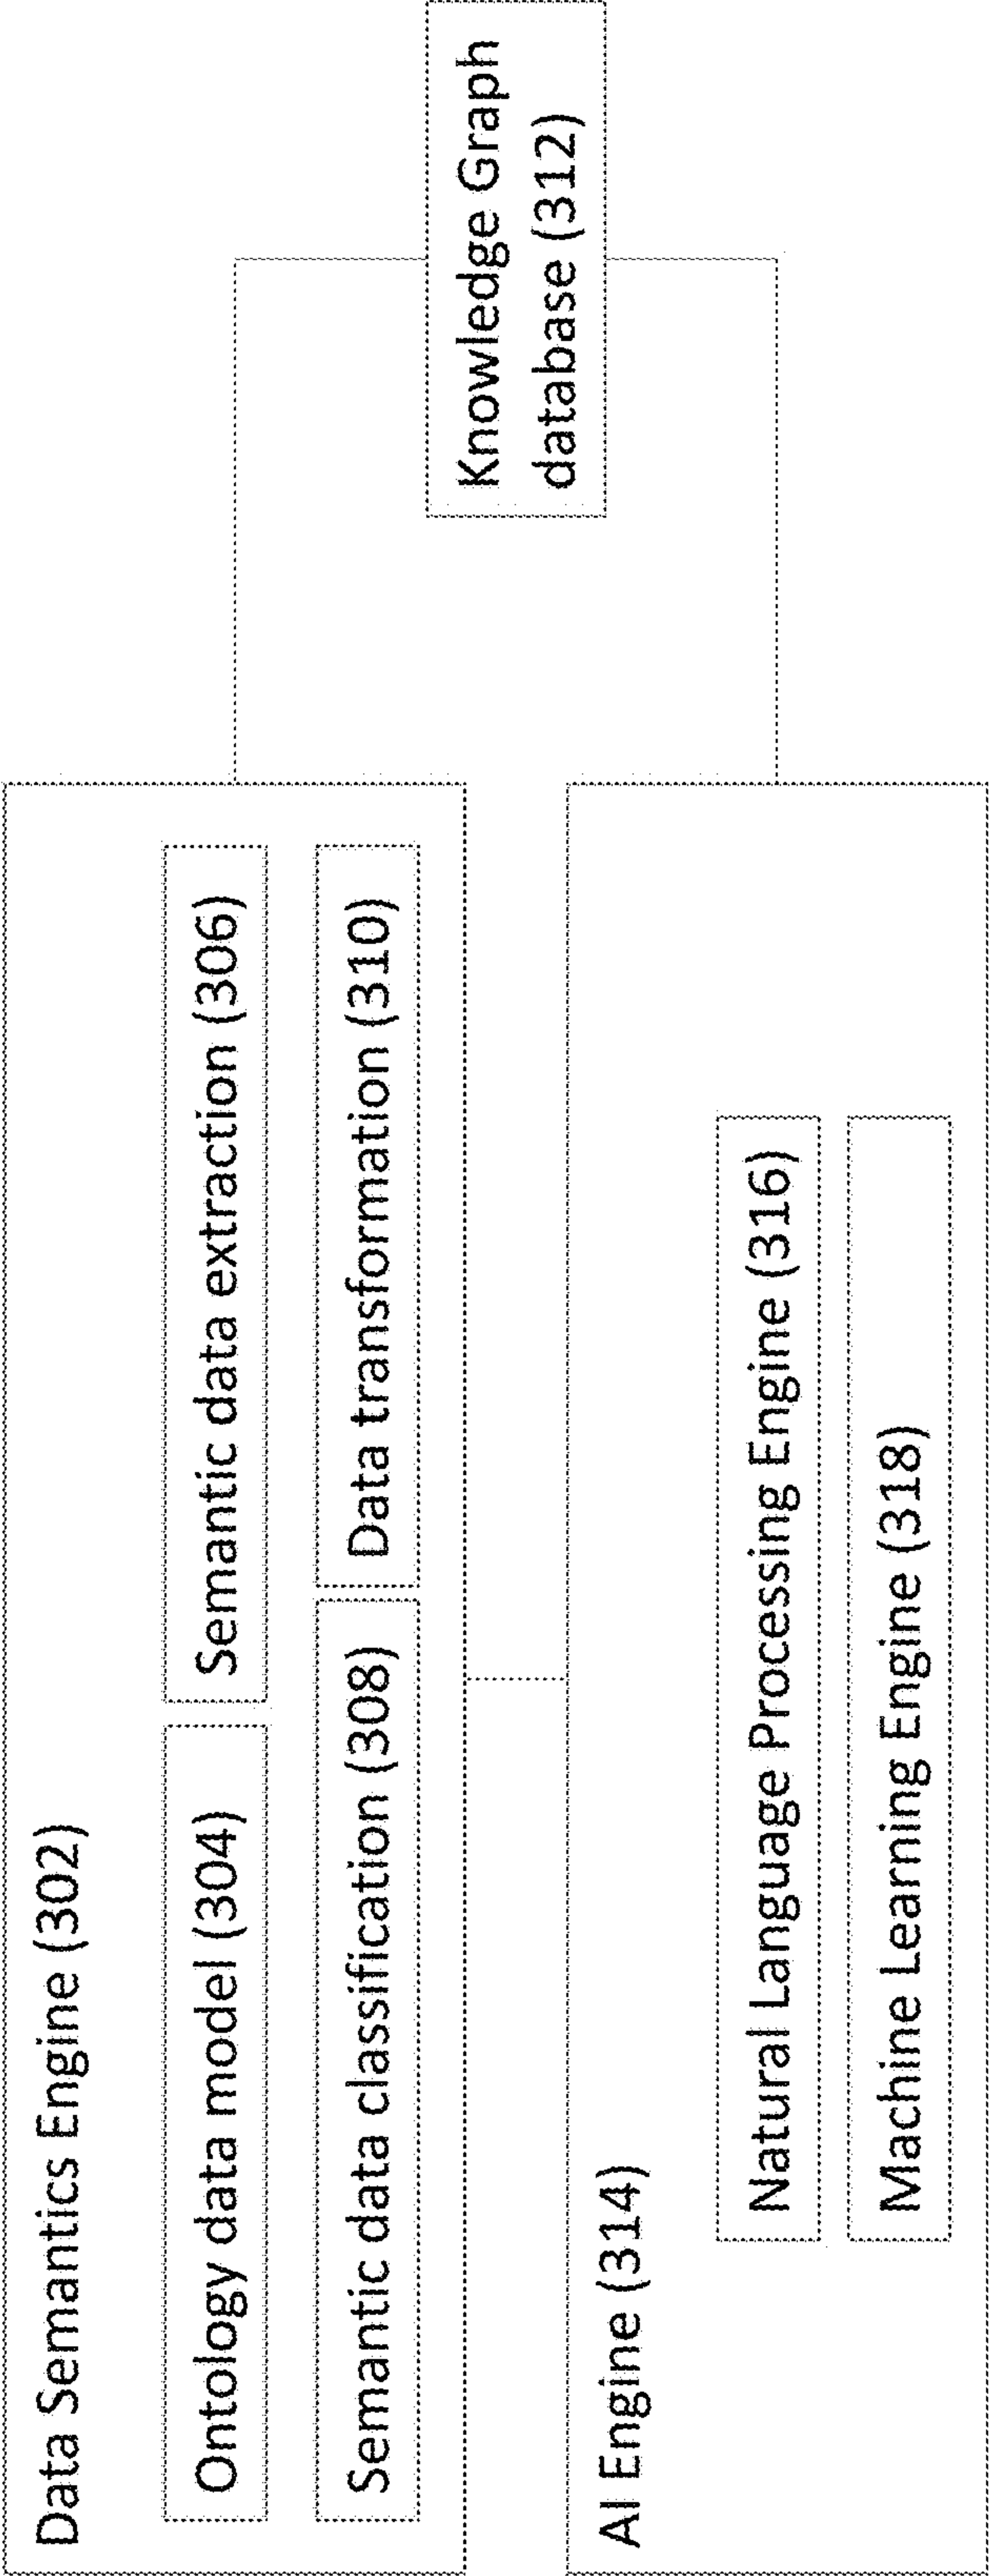 Data Semantics Engine (302)
Ontology data model (304)
Semantic data extraction (306)
Semantic data classification (308)
Data transformation (310)
Knowledge Graph
database (312)
AI Engine (314)
Natural Language Processing Engine (316)
Machine Learning Engine (318)